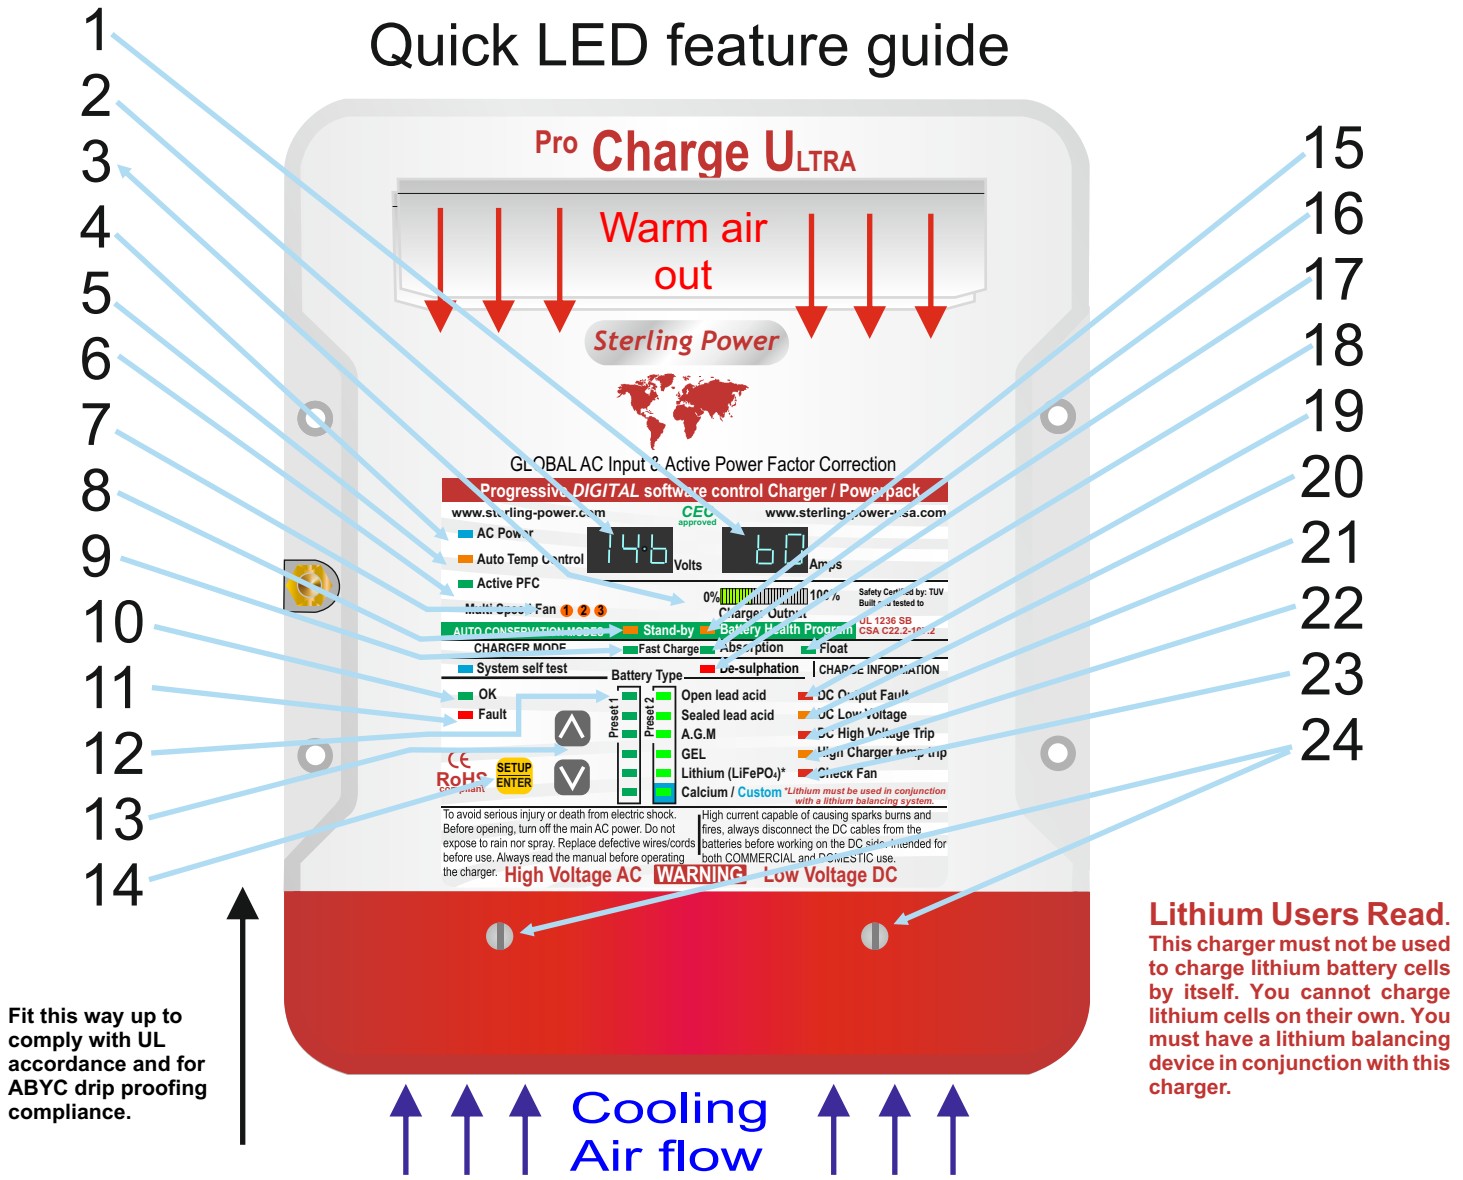 Quick LED feature guide
1
2
3
4
5
6
7
8
9
10
11
12
13
14
15
16
17
18
19
20
21
22
23
24
Pro Charge ULTRA
Warm air
out
Sterling Power
GLOBAL AC Input & Active Power Factor Correction
Progressive DIGITAL software control Charger / Powerpack
www.sterling-power.com
CEC
approved
www.sterling-power-usa.com
AC Power
Auto Temp Control
Active PFC
Multi Speed Fan 1 2 3
14.6 Volts
60 Amps
0% 100%
Charger Output
Safety Certified by: TUV
Built and tested to
UL 1236 SB
AUTO CONSERVATION MODES Stand-by Battery Health Program
CHARGER MODE Fast Charge Absorption Float
System self test
De-sulphation
CHARGE INFORMATION
Battery Type
OK
Fault
Preset 1
Preset 2
Open lead acid
Sealed lead acid
A.G.M
GEL
Lithium (LiFePO4)*
Calcium / Custom
DC Output Fault
DC Low Voltage
DC High Voltage Trip
High Charger temp trip
Check Fan
*Lithium must be used in conjunction
with a lithium balancing system.
CE
RoHS
compliant
SETUP
ENTER
To avoid serious injury or death from electric shock.
Before opening, turn off the main AC power. Do not
expose to rain nor spray. Replace defective wires/cords
before use. Always read the manual before operating
the charger.
High current capable of causing sparks burns and
fires, always disconnect the DC cables from the
batteries before working on the DC side. Intended for
both COMMERCIAL and DOMESTIC use.
High Voltage AC WARNING Low Voltage DC
Fit this way up to
comply with UL
accordance and for
ABYC drip proofing
compliance.
Lithium Users Read.
This charger must not be used
to charge lithium battery cells
by itself. You cannot charge
lithium cells on their own. You
must have a lithium balancing
device in conjunction with this
charger.
Cooling
Air flow